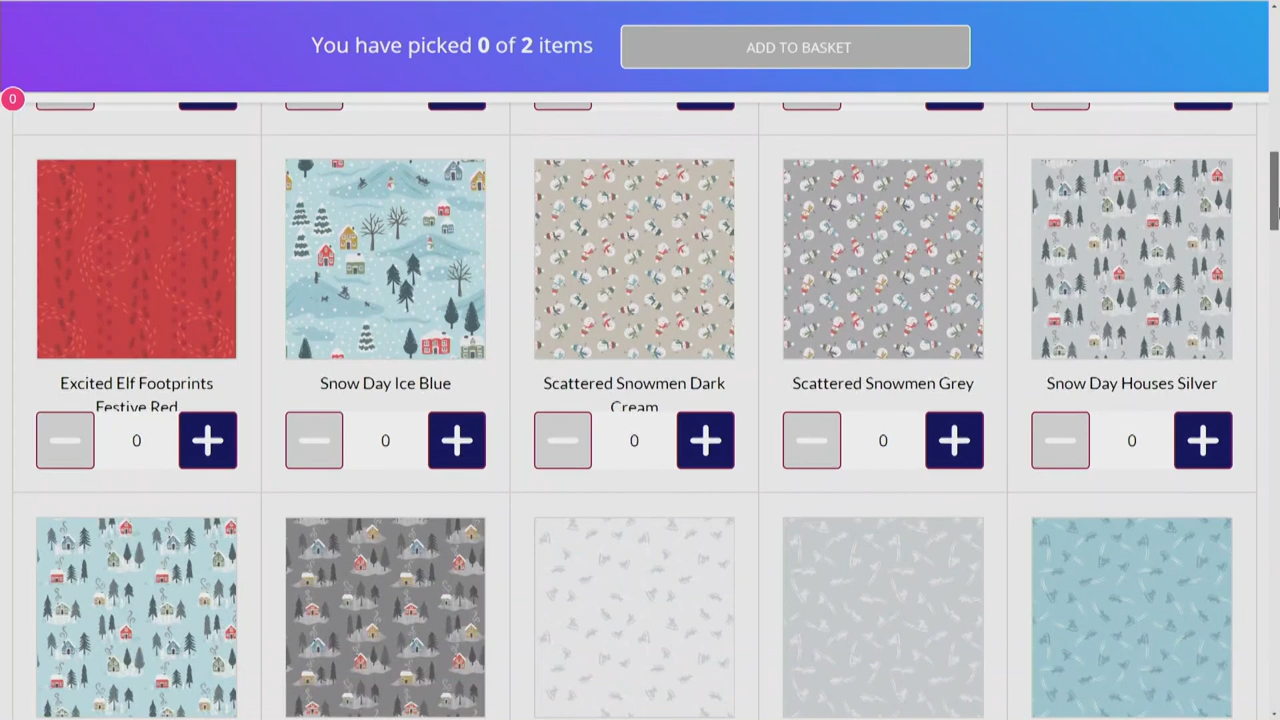 You have picked 0 of 2 items
ADD TO BASKET
0
Excited Elf Footprints
Festive Red
Snow Day Ice Blue
Scattered Snowmen Dark
Cream
Scattered Snowmen Grey
Snow Day Houses Silver
0
0
0
0
0